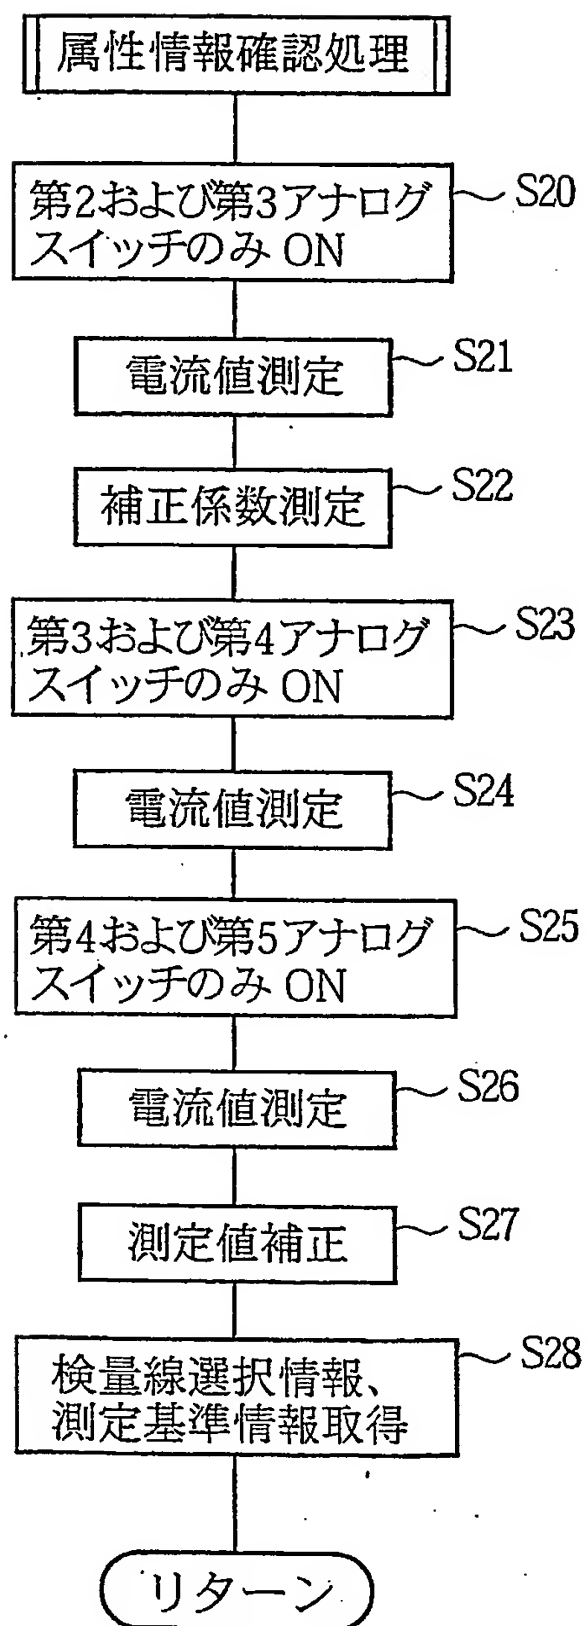 属性情報確認処理
第2および第3アナログ
スイッチのみ ON
S20
電流値測定
S21
補正係数測定
S22
第3および第4アナログ
スイッチのみ ON
S23
電流値測定
S24
第4および第5アナログ
スイッチのみ ON
S25
電流値測定
S26
測定値補正
S27
検量線選択情報、
測定基準情報取得
S28
リターン